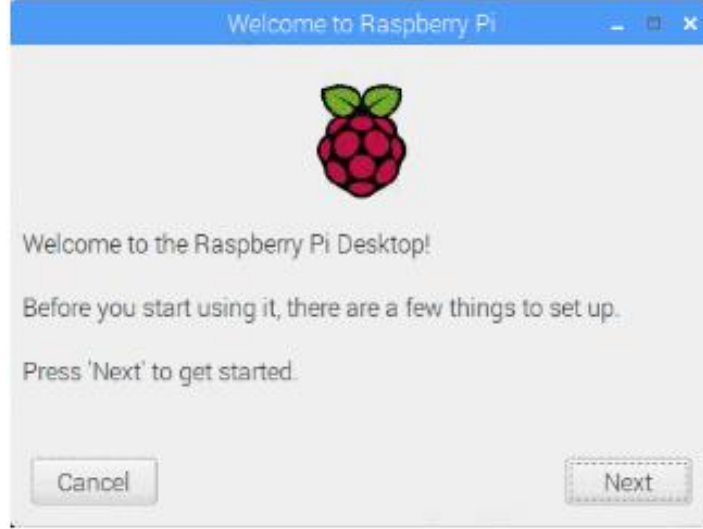 Welcome to Raspberry Pi
Welcome to the Raspberry Pi Desktop!
Before you start using it, there are a few things to set up.
Press 'Next' to get started.
Cancel
Next